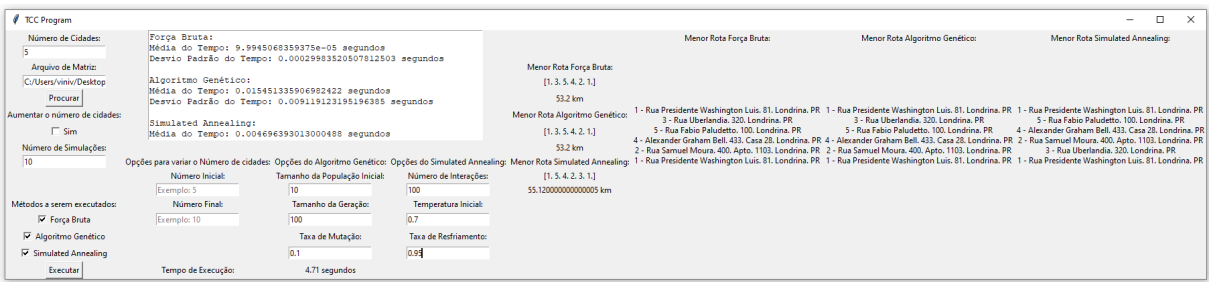 TCC Program
Número de Cidades:
5
Arquivo de Matriz:
C:/Users/viniv/Desktop
Procurar
Aumentar o número de cidades:
Sim
Número de Simulações:
10
Métodos a serem executados:
Força Bruta
Algoritmo Genético
Simulated Annealing
Executar
Força Bruta:
Média do Tempo: 9.9945068359375e-05 segundos
Desvio Padrão do Tempo: 0.00029983520507812503 segundos
Algoritmo Genético:
Média do Tempo: 0.015451335906982422 segundos
Desvio Padrão do Tempo: 0.009119123195196385 segundos
Simulated Annealing:
Média do Tempo: 0.004696393013000488 segundos
Opções para variar o Número de cidades:
Número Inicial:
Exemplo: 5
Número Final:
Exemplo: 10
Tempo de Execução:
Opções do Algoritmo Genético:
Tamanho da População Inicial:
10
Tamanho da Geração:
100
Taxa de Mutação:
0.1
4.71 segundos
Opções do Simulated Annealing:
Número de Interações:
100
Temperatura Inicial:
0.7
Taxa de Resfriamento:
0.95
Menor Rota Força Bruta:
[1. 3. 5. 4. 2. 1.]
53.2 km
Menor Rota Algoritmo Genético:
[1. 3. 5. 4. 2. 1.]
53.2 km
Menor Rota Simulated Annealing:
[1. 5. 4. 2. 3. 1.]
55.120000000000005 km
Menor Rota Força Bruta:
1 - Rua Presidente Washington Luis. 81. Londrina. PR
3 - Rua Uberlandia. 320. Londrina. PR
5 - Rua Fabio Paludetto. 100. Londrina. PR
4 - Alexander Graham Bell. 433. Casa 28. Londrina. PR
2 - Rua Samuel Moura. 400. Apto. 1103. Londrina. PR
1 - Rua Presidente Washington Luis. 81. Londrina. PR
Menor Rota Algoritmo Genético:
1 - Rua Presidente Washington Luis. 81. Londrina. PR
3 - Rua Uberlandia. 320. Londrina. PR
5 - Rua Fabio Paludetto. 100. Londrina. PR
4 - Alexander Graham Bell. 433. Casa 28. Londrina. PR
2 - Rua Samuel Moura. 400. Apto. 1103. Londrina. PR
1 - Rua Presidente Washington Luis. 81. Londrina. PR
Menor Rota Simulated Annealing:
1 - Rua Presidente Washington Luis. 81. Londrina. PR
5 - Rua Fabio Paludetto. 100. Londrina. PR
4 - Alexander Graham Bell. 433. Casa 28. Londrina. PR
2 - Rua Samuel Moura. 400. Apto. 1103. Londrina. PR
3 - Rua Uberlandia. 320. Londrina. PR
1 - Rua Presidente Washington Luis. 81. Londrina. PR